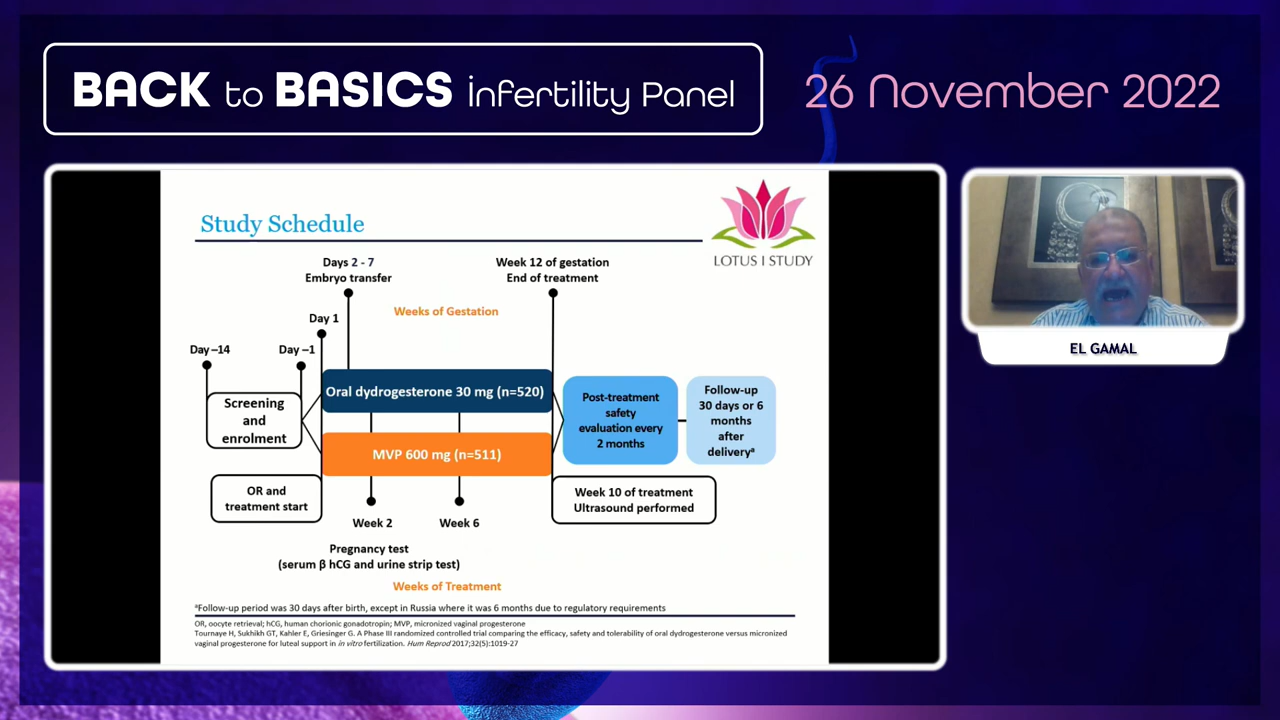 BACK to BASICS infertility Panel
26 November 2022
Study Schedule
LOTUS I STUDY
Days 2 - 7
Embryo transfer
Week 12 of gestation
End of treatment
Weeks of Gestation
Day 1
Day –14
Day –1
Screening
and
enrolment
Oral dydrogesterone 30 mg (n=520)
MVP 600 mg (n=511)
Post-treatment
safety
evaluation every
2 months
Follow-up
30 days or 6
months
after
deliveryᵃ
OR and
treatment start
Week 10 of treatment
Ultrasound performed
Week 2
Week 6
Pregnancy test
(serum β hCG and urine strip test)
Weeks of Treatment
ᵃFollow-up period was 30 days after birth, except in Russia where it was 6 months due to regulatory requirements
OR, oocyte retrieval; hCG, human chorionic gonadotropin; MVP, micronized vaginal progesterone
Tournaye H, Sukhikh GT, Kahler E, Griesinger G. A Phase III randomized controlled trial comparing the efficacy, safety and tolerability of oral dydrogesterone versus micronized
vaginal progesterone for luteal support in in vitro fertilization. Hum Reprod 2017;32(5):1019-27
EL GAMAL